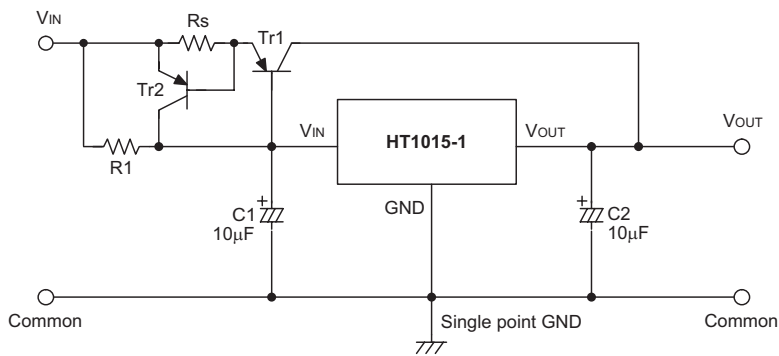 VIN
Rs
Tr1
Tr2
R1
VIN
HT1015-1
VOUT
VOUT
GND
+
C1
10μF
+
C2
10μF
Common
Single point GND
Common